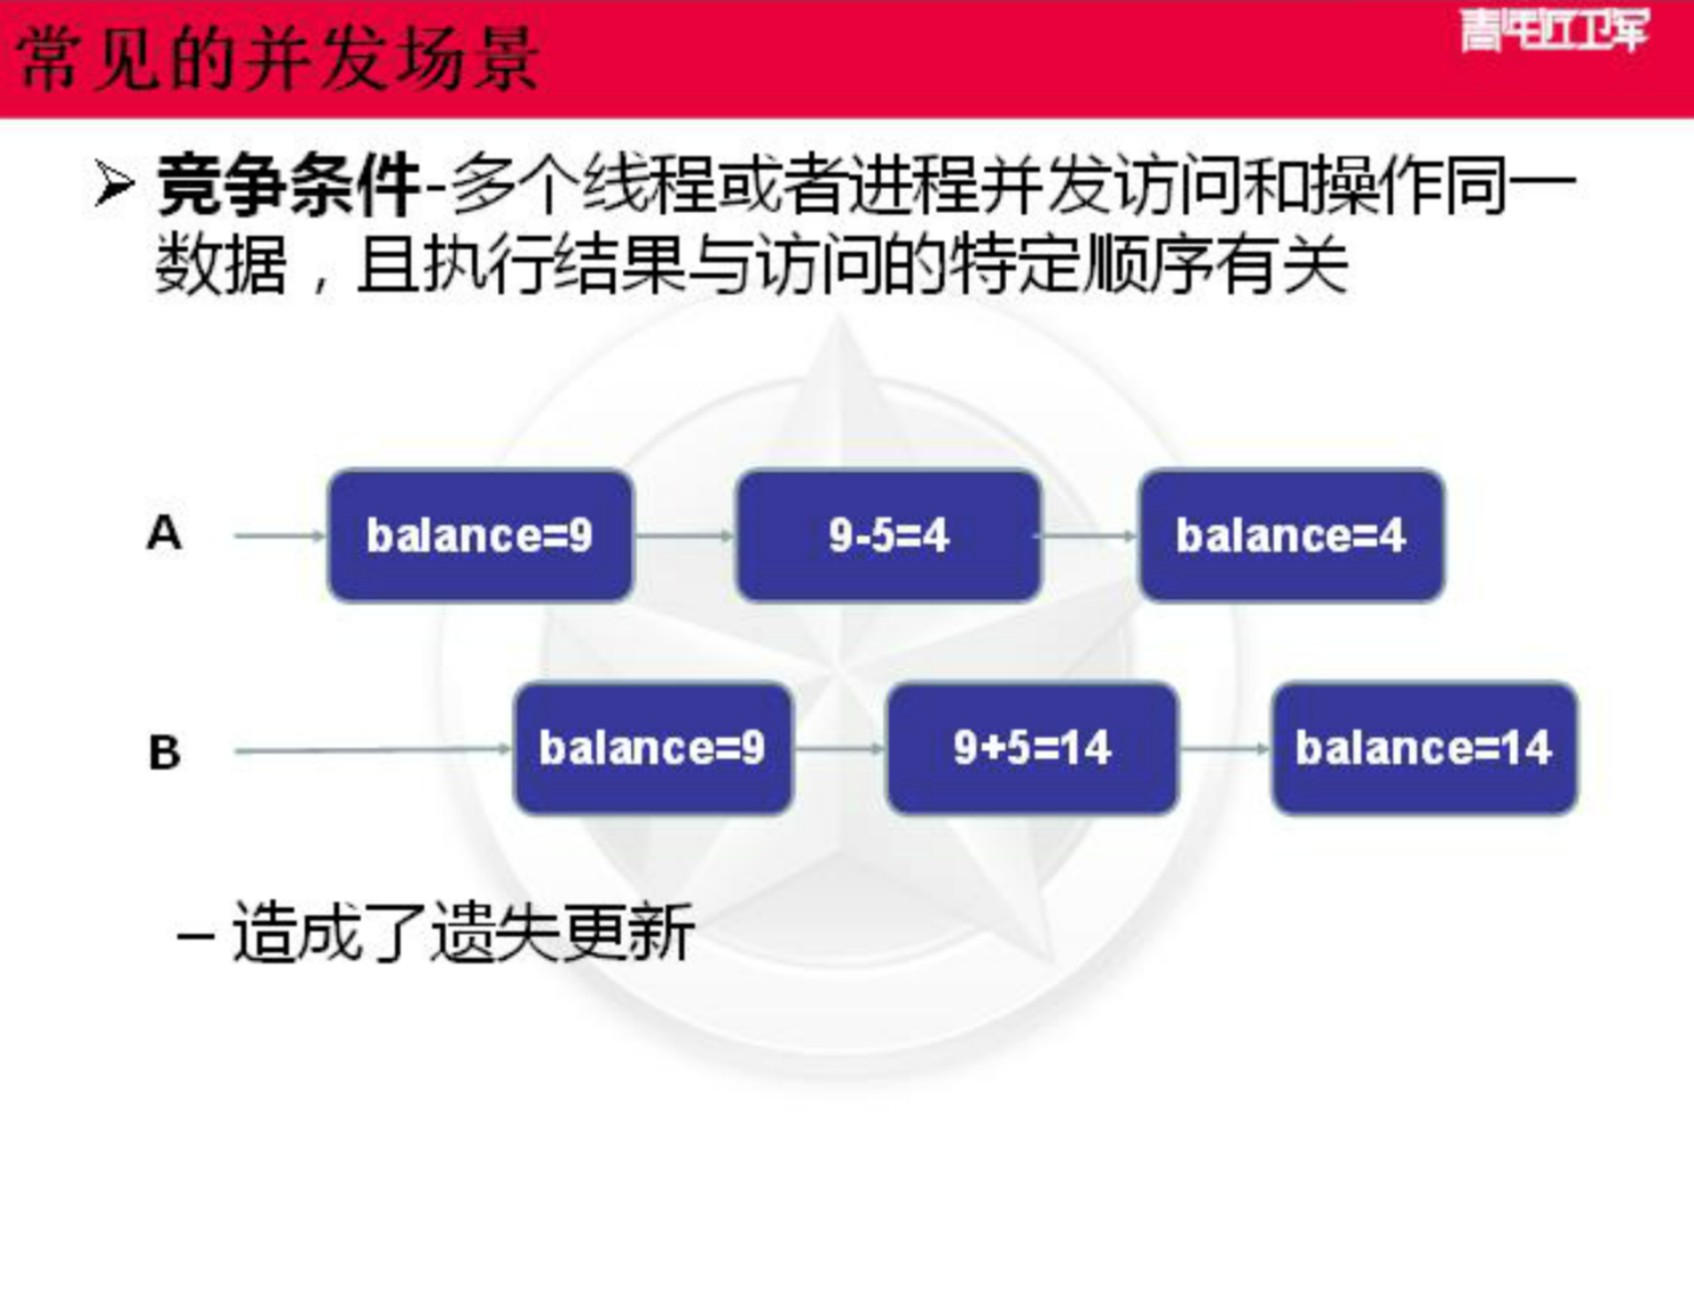 常见的并发场景
青年近卫军
竞争条件-多个线程或者进程并发访问和操作同一
数据，且执行结果与访问的特定顺序有关
A
balance=9
9-5=4
balance=4
B
balance=9
9+5=14
balance=14
– 造成了遗失更新